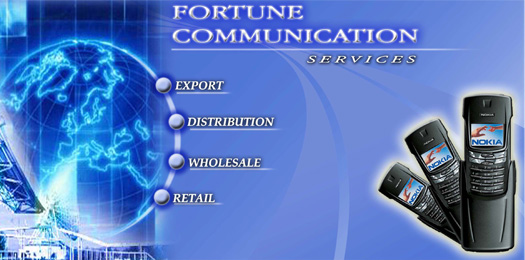 FORTUNE
COMMUNICATION
SERVICES
EXPORT
DISTRIBUTION
WHOLESALE
RETAIL
NOKIA
NOKIA
NOKIA